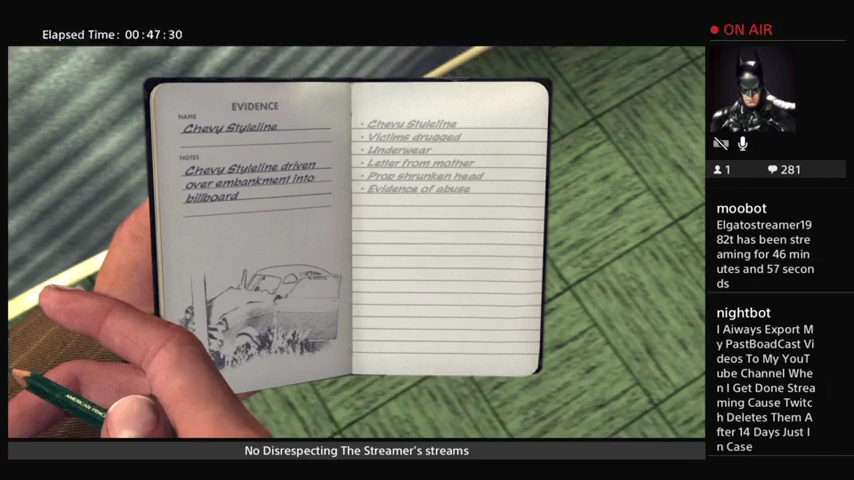 Elapsed Time: 00:47:30
ON AIR
EVIDENCE
NAME
Chevy Styleline
NOTES
Chevy Styleline driven
over embankment into
billboard
· Chevy Styleline
· Victims drugged
· Underwear
· Letter from mother
· Prop shrunken head
· Evidence of abuse
AMERICAN PENC
1
281
moobot
Elgatostreamer19
82t has been stre
aming for 46 min
utes and 57 secon
ds
nightbot
I Aiways Export M
y PastBoadCast Vi
deos To My YouT
ube Channel Whe
n I Get Done Strea
ming Cause Twitc
h Deletes Them A
fter 14 Days Just I
n Case
No Disrespecting The Streamer's streams